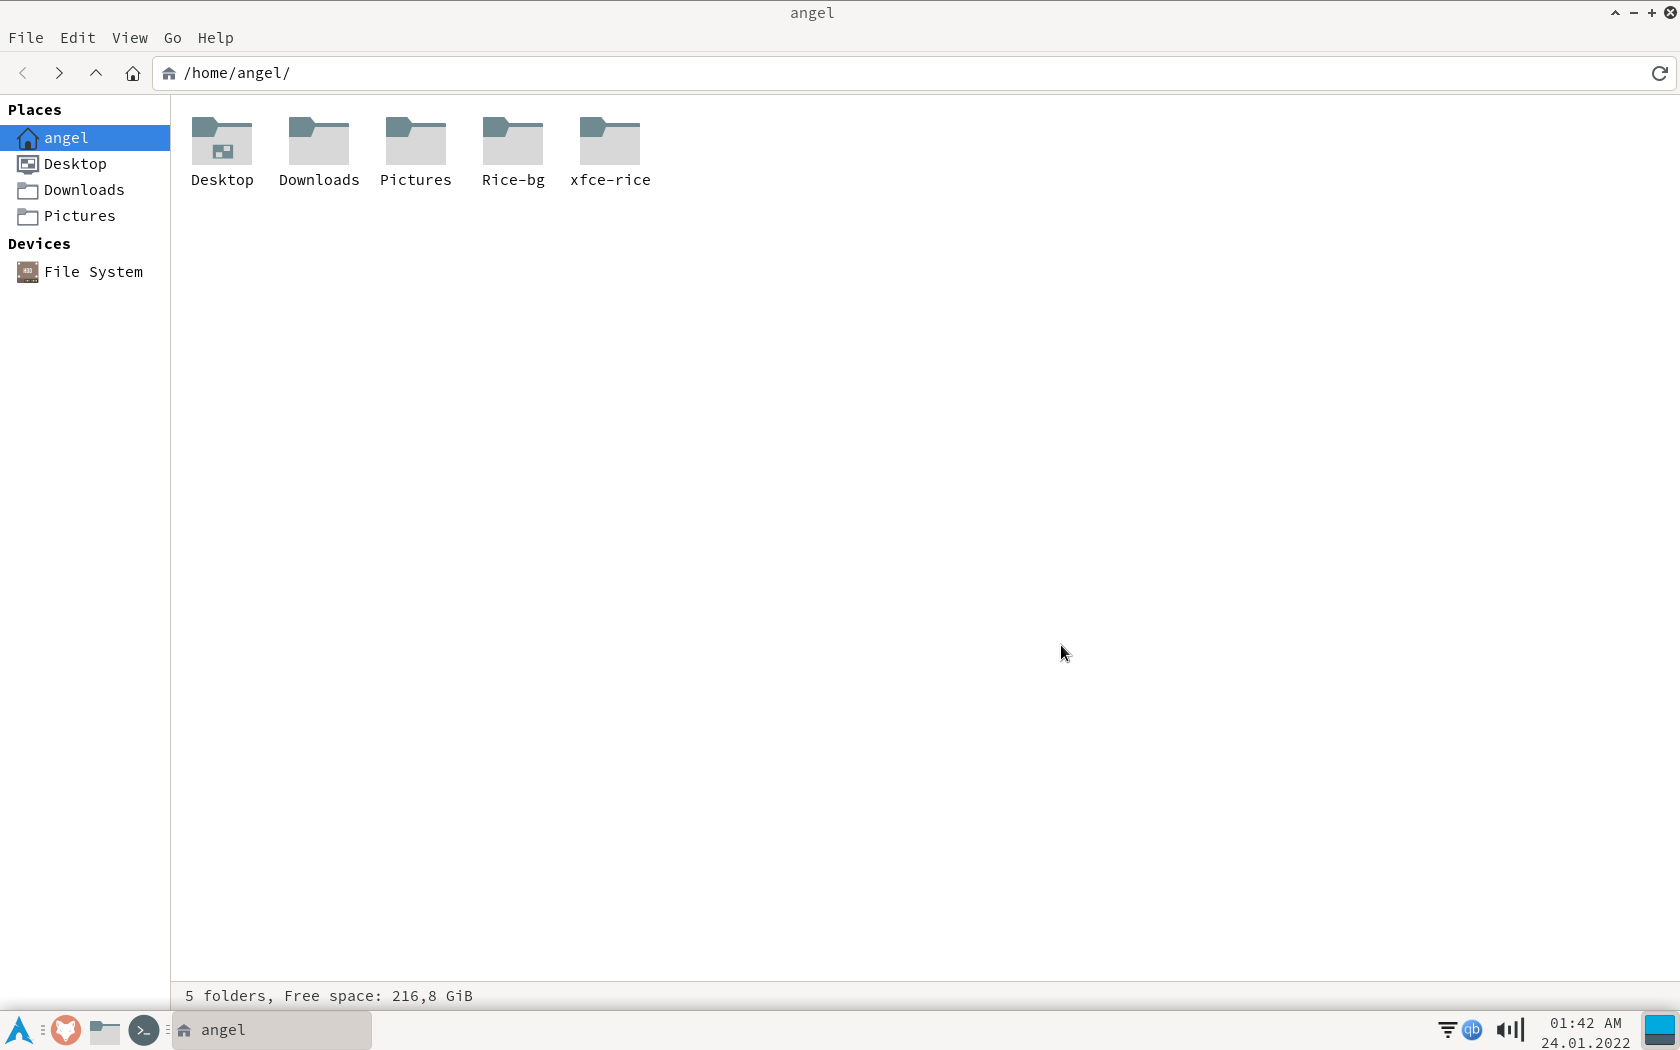 angel
File Edit View Go Help
/home/angel/
Places
angel
Desktop
Downloads
Pictures
Devices
File System
Desktop Downloads Pictures Rice-bg xfce-rice
5 folders, Free space: 216,8 GiB
angel
qb
01:42 AM
24.01.2022